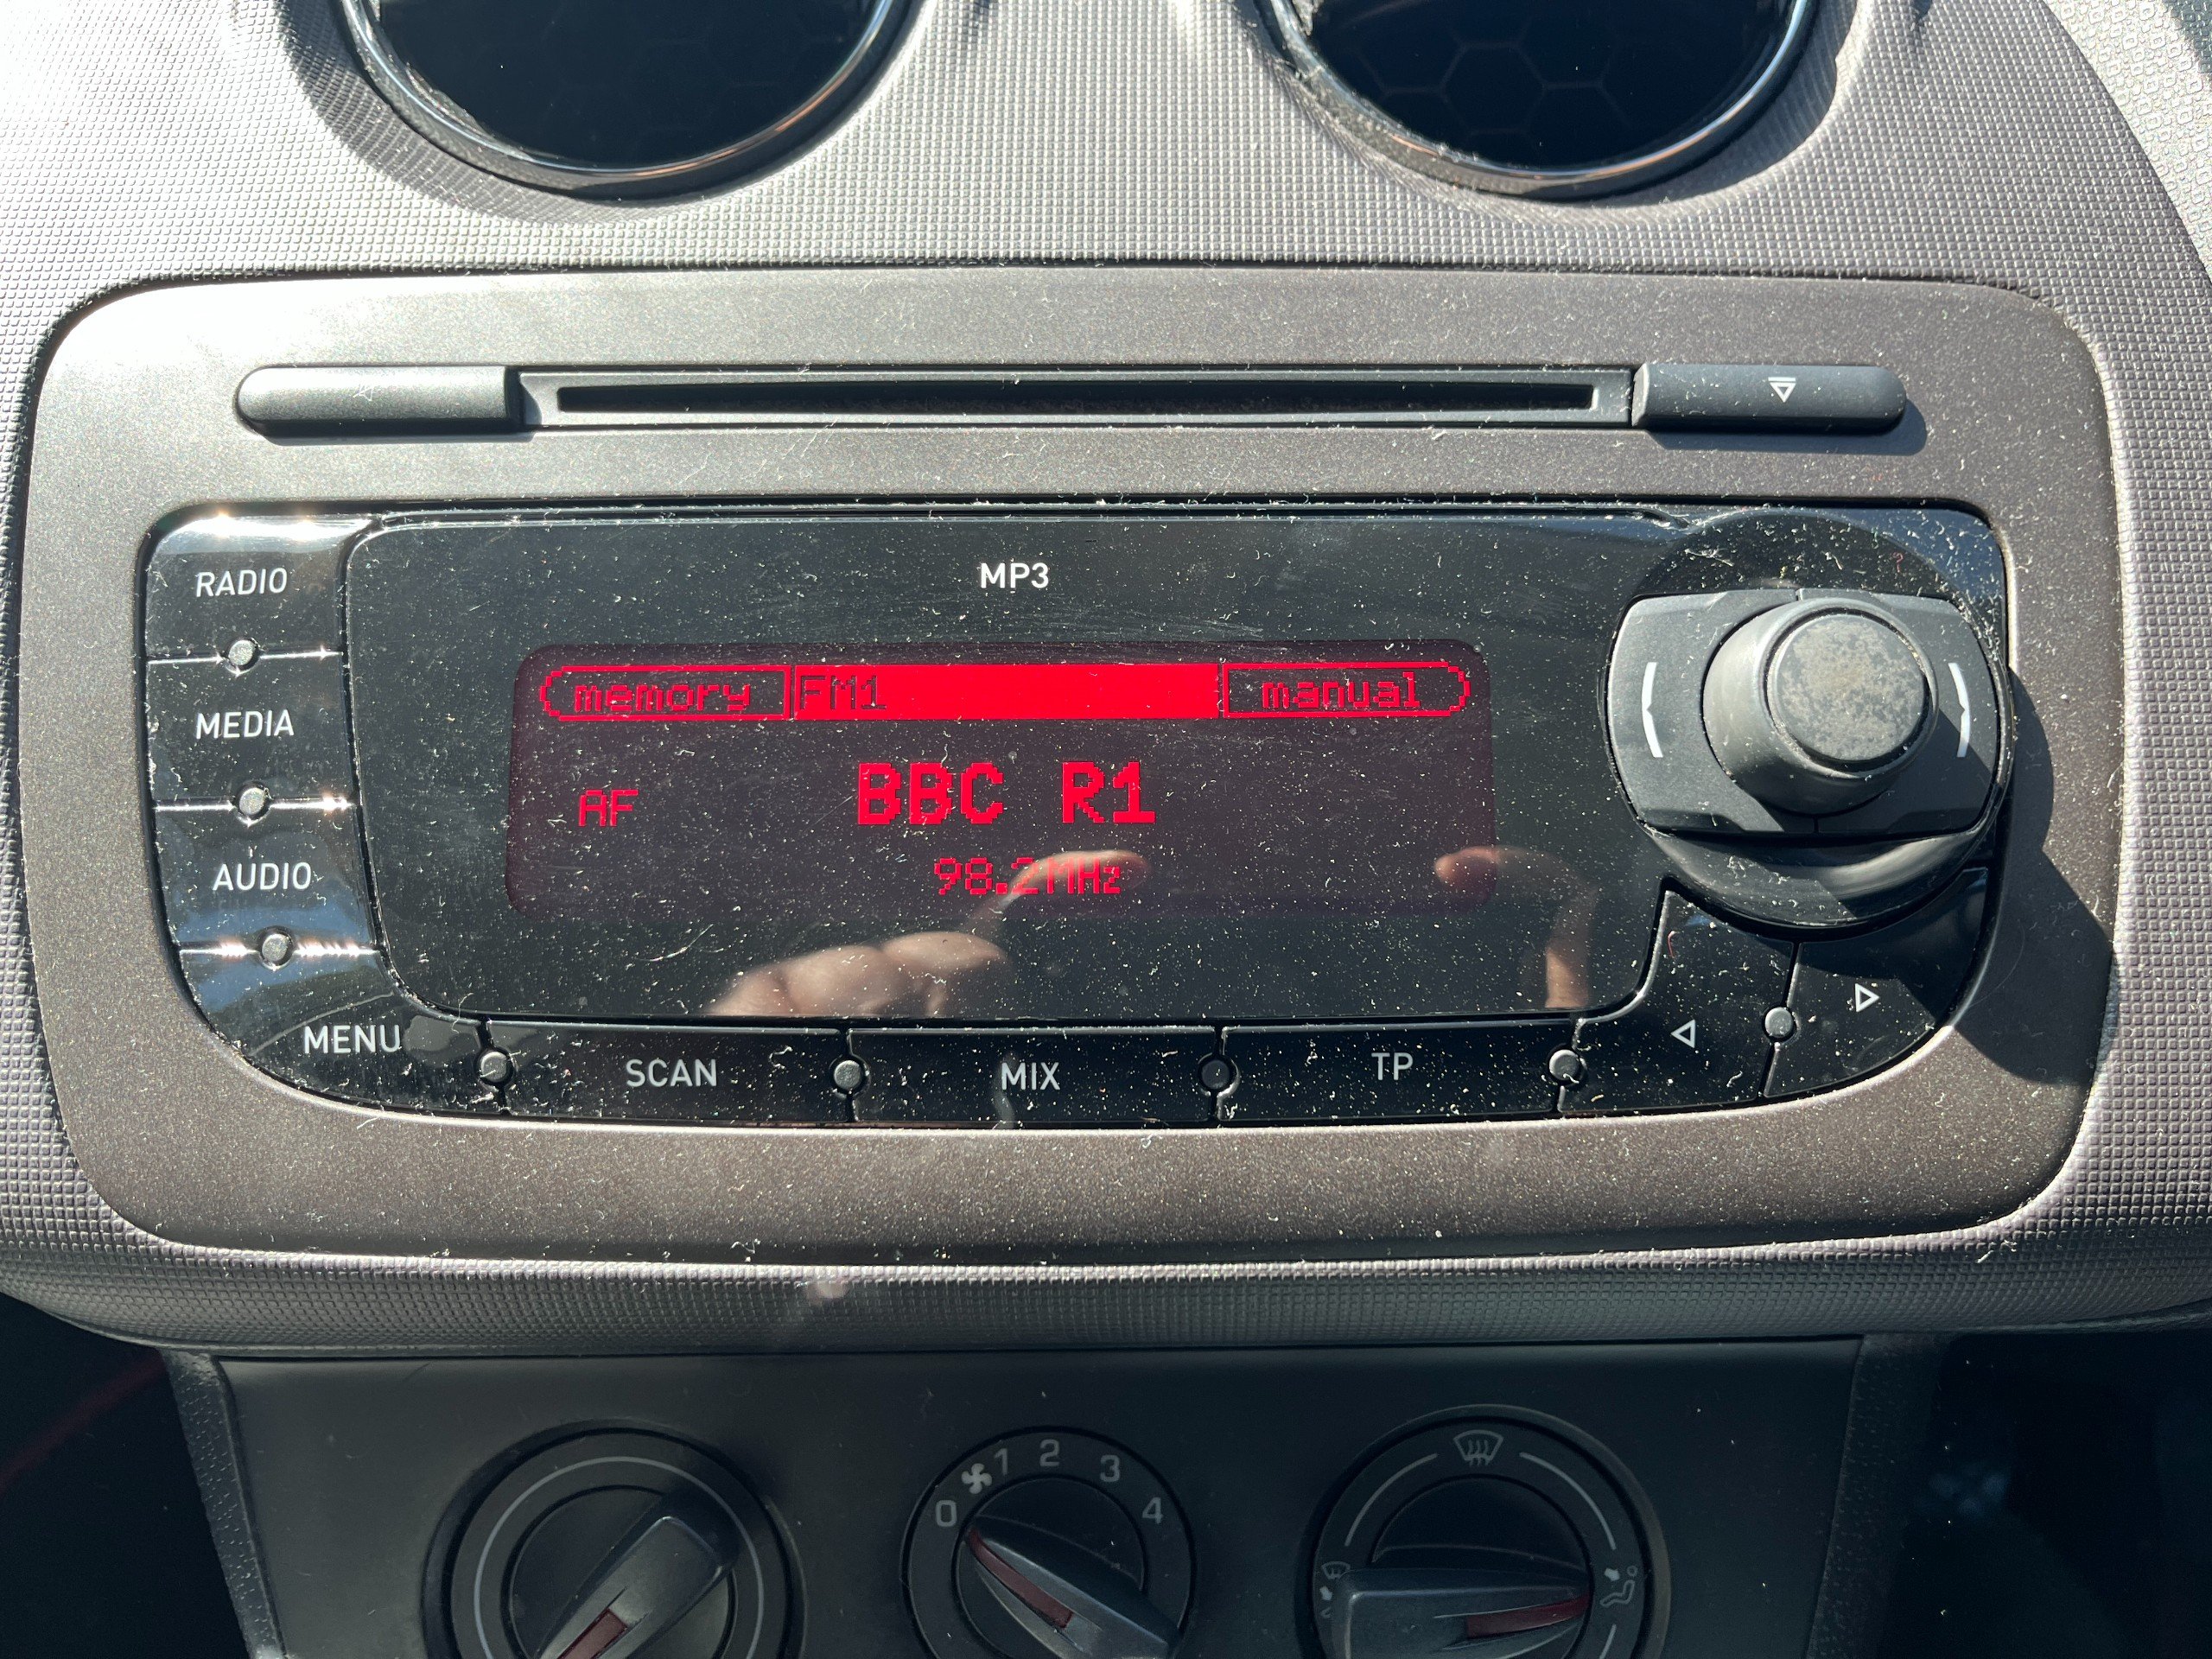 RADIO
MP3
memory FM1 manual
MEDIA
AF BBC R1
98.2MHz
AUDIO
MENU SCAN MIX TP
0 1 2 3 4